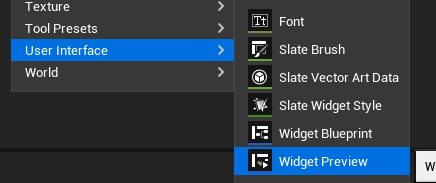 Texture
Tool Presets
User Interface
World
Tt Font
Slate Brush
Slate Vector Art Data
Slate Widget Style
Widget Blueprint
Widget Preview
W